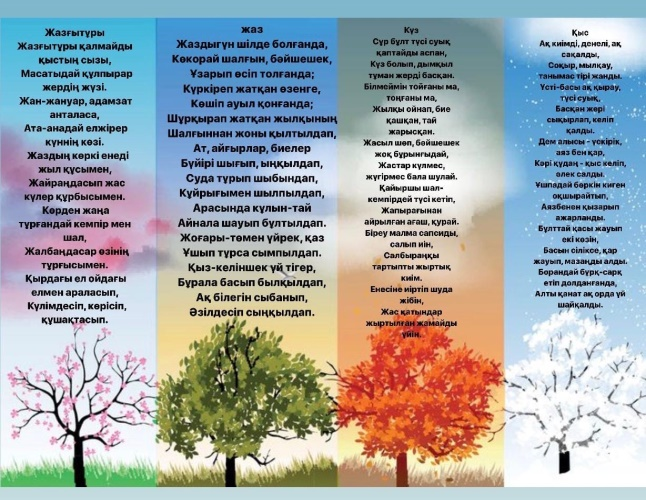 Жазғытұры
Жазғытұры қалмайды
қыстың сызы,
Масатыдай құлпырар
жердің жүзі.
Жан-жануар, адамзат
анталаса,
Ата-анадай елжірер
күннің көзі.
Жаздың көркі енеді
жыл құсымен,
Жайраңдасып жас
күлер құрбысымен.
Көрден жаңа
тұрғандай кемпір мен
шал,
Жалбаңдасар өзінің
тұрғысымен.
Қырдағы ел ойдағы
елмен араласып,
Күлімдесіп, көрісіп,
құшақтасып.
жаз
Жаздыгүн шілде болғанда,
Көкорай шалғын, бәйшешек,
Ұзарып өсіп толғанда;
Күркіреп жатқан өзенге,
Көшіп ауыл қонғанда;
Шұрқырап жатқан жылқының
Шалғыннан жоны қылтылдап,
Ат, айғырлар, биелер
Бүйірі шығып, ыңқылдап,
Суда тұрып шыбындап,
Құйрығымен шылпылдап,
Арасында құлын-тай
Айнала шауып бұлтылдап.
Жоғары-төмен үйрек, қаз
Ұшып тұрса сымпылдап.
Қыз-келіншек үй тігер,
Бұрала басып былқылдап,
Ақ білегін сыбанып,
Әзілдесіп сыңқылдап.
Күз
Сұр бұлт түсі суық
қаптайды аспан,
Күз болып, дымқыл
тұман жерді басқан.
Білмеймін тойғаны ма,
тоңғаны ма,
Жылқы ойнап, бие
қашқан, тай
жарысқан.
Жасыл шөп, бәйшешек
жоқ бұрынғыдай,
Жастар күлмес,
жүгірмес бала шулай.
Қайыршы шал-
кемпірдей түсі кетіп,
Жапырағынан
айрылған ағаш, қурай.
Біреу малма сапсиды,
салып иін,
Салбыраңқы
тартыпты жыртық
киім.
Енесіне иіртіп шуда
жібін,
Жас қатындар
жыртылған жамайды
үйін.
Қыс
Ақ киімді, денелі, ақ
сақалды,
Соқыр, мылқау,
танымас тірі жанды.
Үсті-басы ақ қырау,
түсі суық,
Басқан жері
сықырлап, келіп
қалды.
Дем алысы - үскірік,
аяз бен қар,
Кәрі құдаң - қыс келіп,
әлек салды.
Ұшпадай бөркін киген
оқшырайтып,
Аязбенен қызарып
ажарланды.
Бұлттай қасы жауып
екі көзін,
Басын сіліксе, қар
жауып, мазаңды алды.
Борандай бұрқ-сарқ
етіп долданғанда,
Алты қанат ақ орда үй
шайқалды.